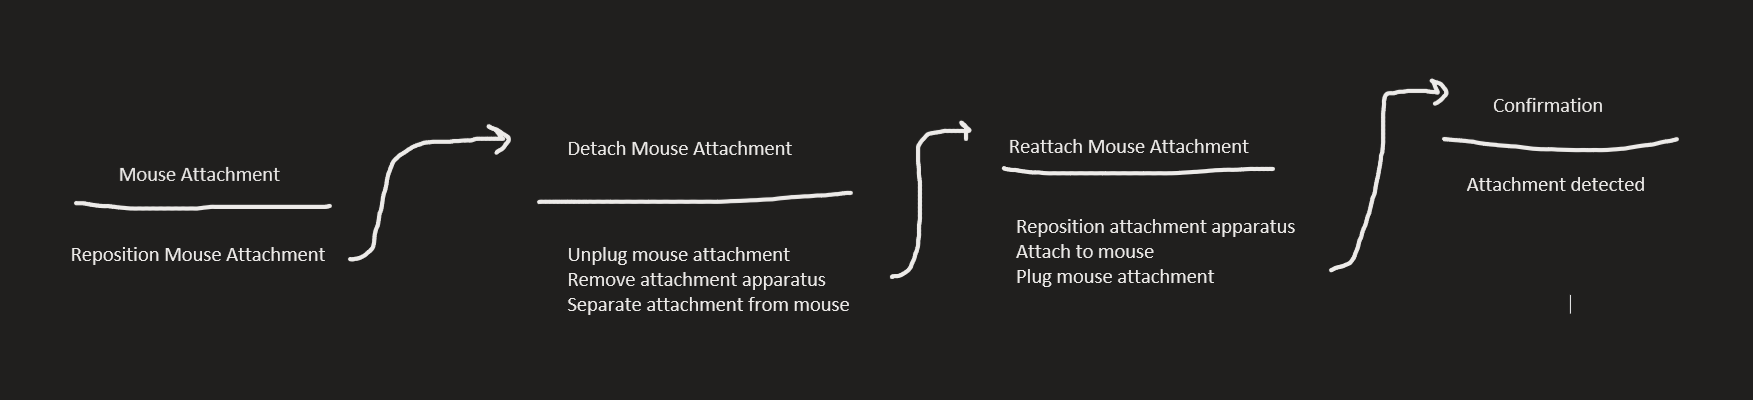 Mouse Attachment
Reposition Mouse Attachment
Detach Mouse Attachment
Unplug mouse attachment
Remove attachment apparatus
Separate attachment from mouse
Reattach Mouse Attachment
Reposition attachment apparatus
Attach to mouse
Plug mouse attachment
Confirmation
Attachment detected